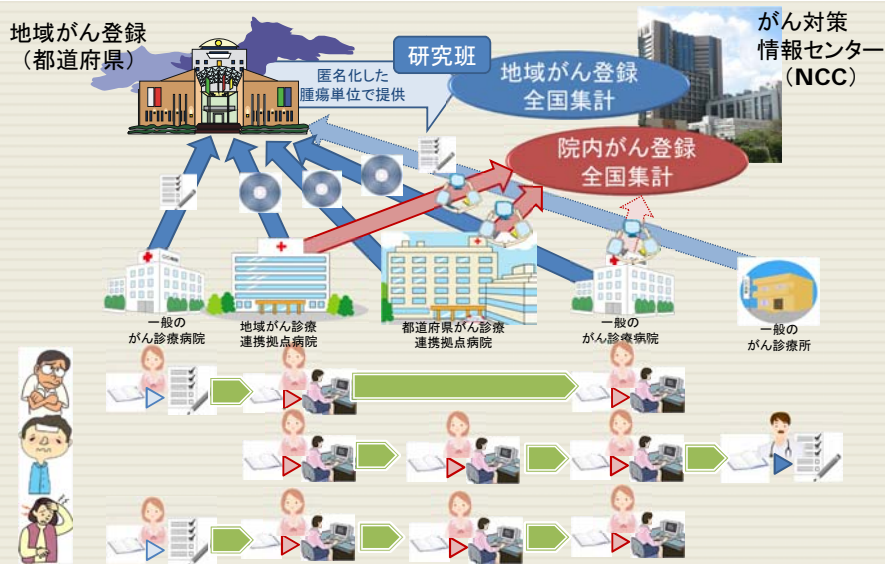 地域がん登録
（都道府県）
研究班
匿名化した
腫瘍単位で提供
地域がん登録
全国集計
がん対策
情報センター
（NCC）
院内がん登録
全国集計
一般の
がん診療病院
地域がん診療
連携拠点病院
都道府県がん診療
連携拠点病院
一般の
がん診療病院
一般の
がん診療所